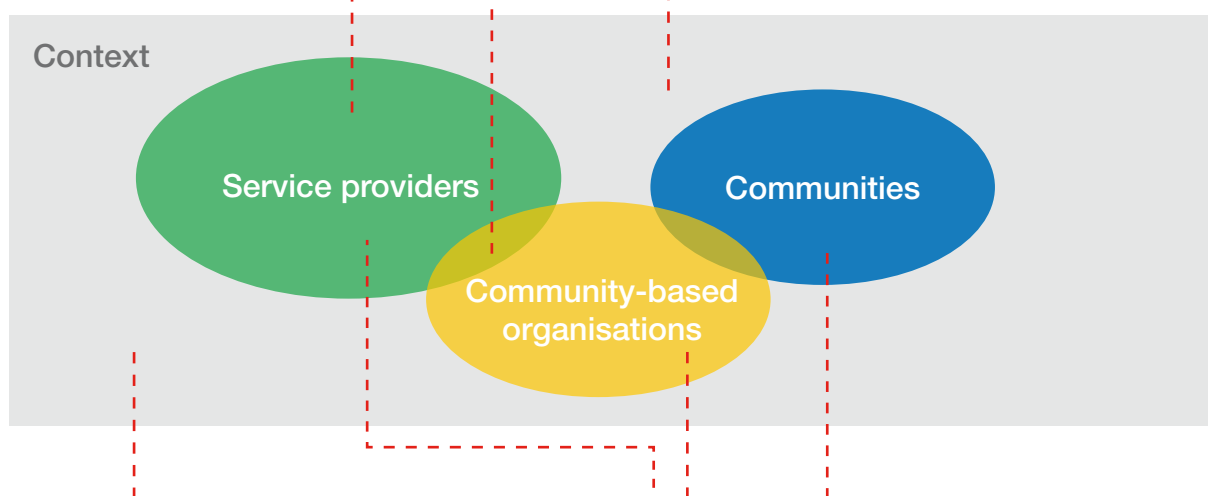 Context
Service providers
Communities
Community-based
organisations